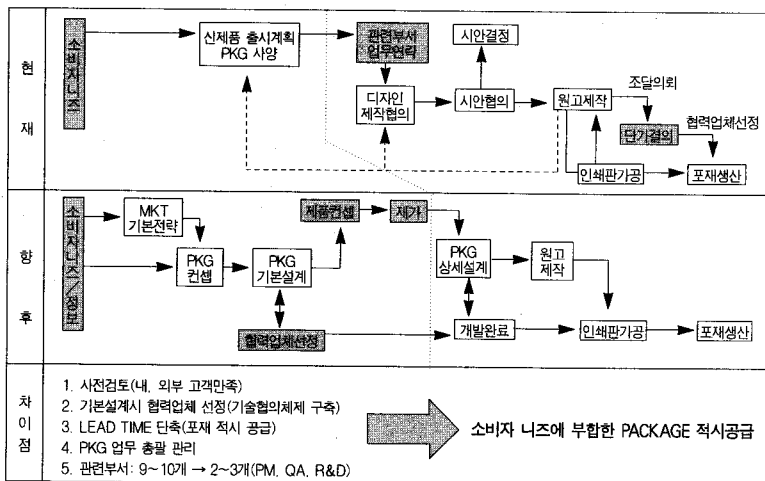 현
재
소비자니즈
신제품 출시계획
PKG 사양
관련부서
업무연락
시안결정
디자인
제작협의
시안협의
원고제작
조달의뢰
단가결의
협력업체선정
인쇄판가공
포재생산
향
후
소비자니즈/정보
MKT
기본전략
PKG
컨셉
PKG
기본설계
제품컨셉
재가
PKG
상세설계
원고
제작
협력업체선정
개발완료
인쇄판가공
포재생산
차
이
점
1. 사전검토(내, 외부 고객만족)
2. 기본설계시 협력업체 선정(기술협의체제 구축)
3. LEAD TIME 단축(포재 적시 공급)
4. PKG 업무 총괄 관리
5. 관련부서: 9~10개 → 2~3개(PM, QA, R&D)
소비자 니즈에 부합한 PACKAGE 적시공급